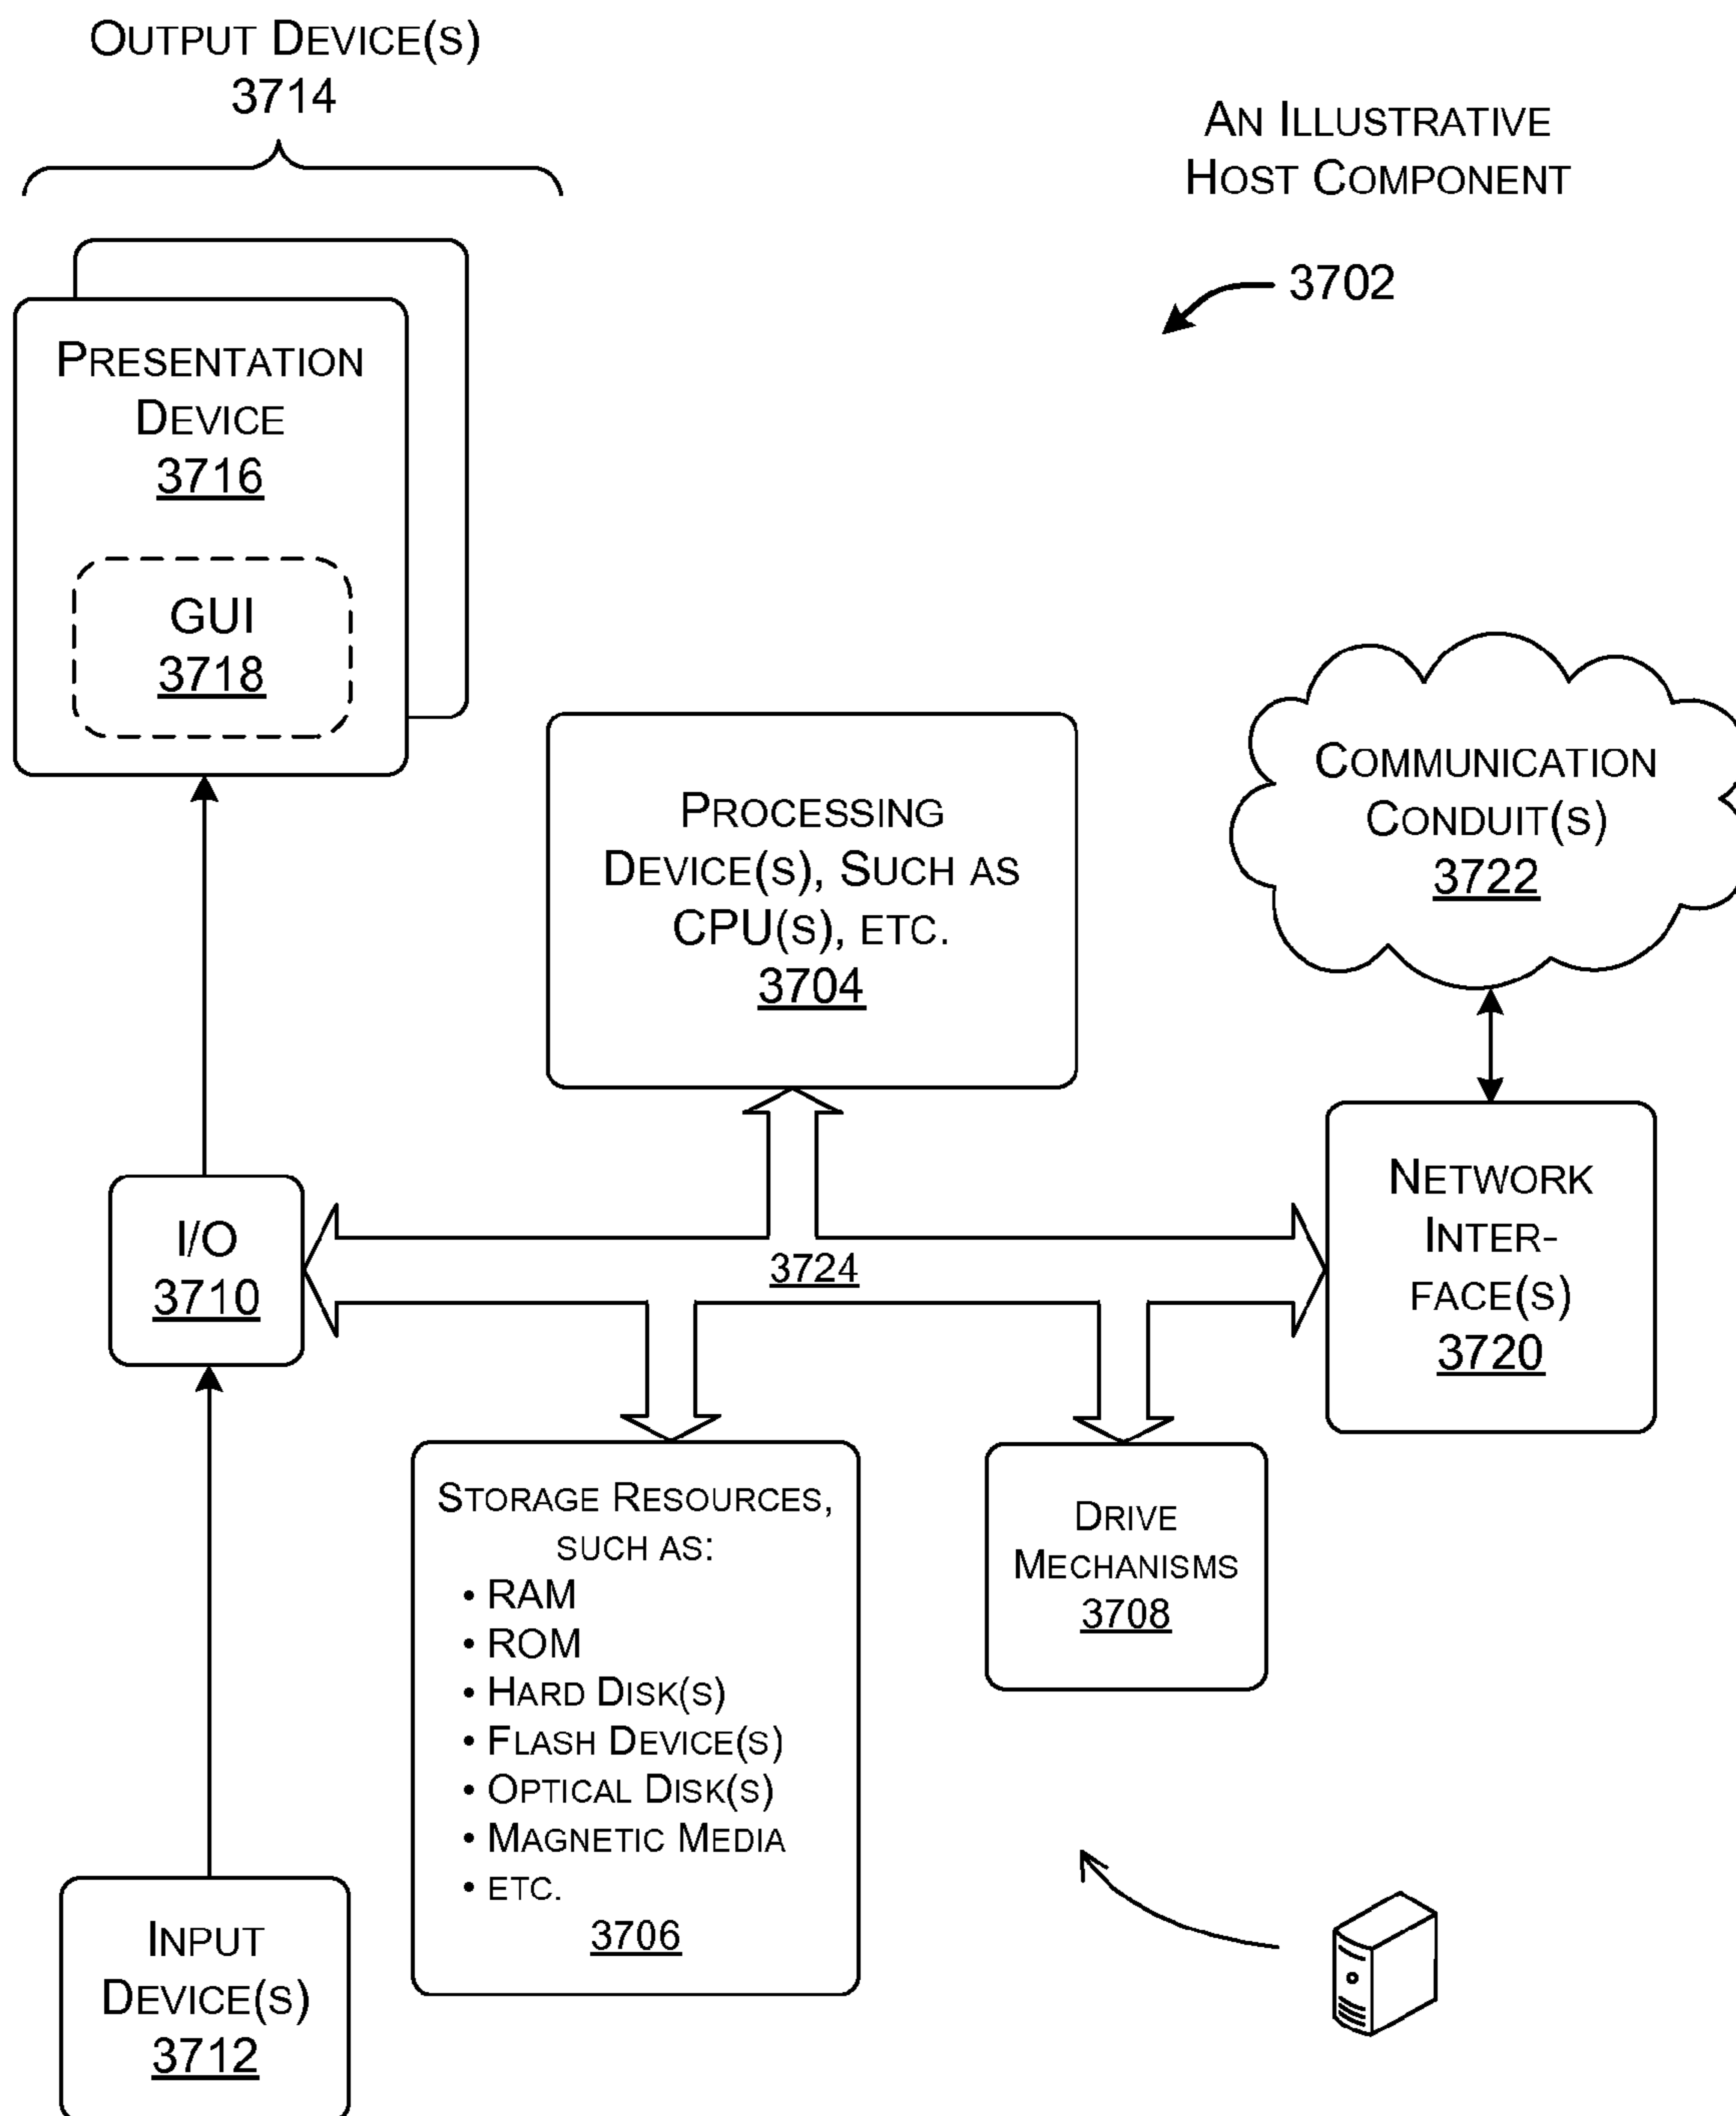 OUTPUT DEVICE(S)
3714
AN ILLUSTRATIVE
HOST COMPONENT
3702
PRESENTATION
DEVICE
3716
GUI
3718
PROCESSING
DEVICE(S), SUCH AS
CPU(S), ETC.
3704
COMMUNICATION
CONDUIT(S)
3722
I/O
3710
3724
NETWORK
INTER-
FACE(S)
3720
STORAGE RESOURCES,
SUCH AS:
• RAM
• ROM
• HARD DISK(S)
• FLASH DEVICE(S)
• OPTICAL DISK(S)
• MAGNETIC MEDIA
• ETC.
3706
DRIVE
MECHANISMS
3708
INPUT
DEVICE(S)
3712